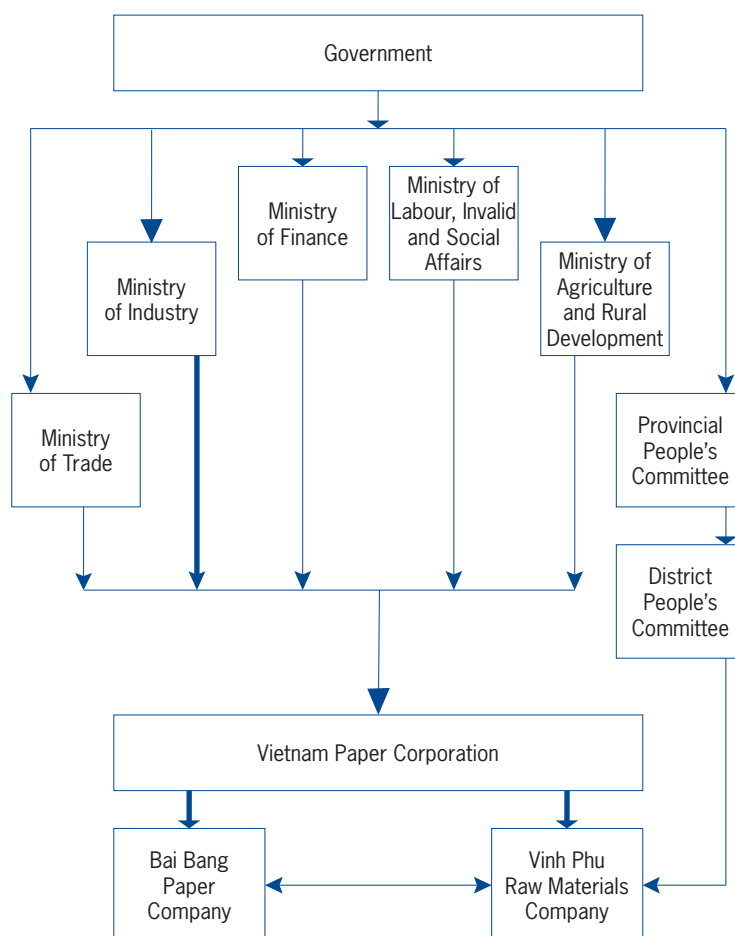 Government
Ministry
of Finance
Ministry of
Labour, Invalid
and Social
Affairs
Ministry
of Industry
Ministry of
Agriculture
and Rural
Development
Ministry
of Trade
Provincial
People's
Committee
District
People's
Committee
Vietnam Paper Corporation
Bai Bang
Paper
Company
Vinh Phu
Raw Materials
Company